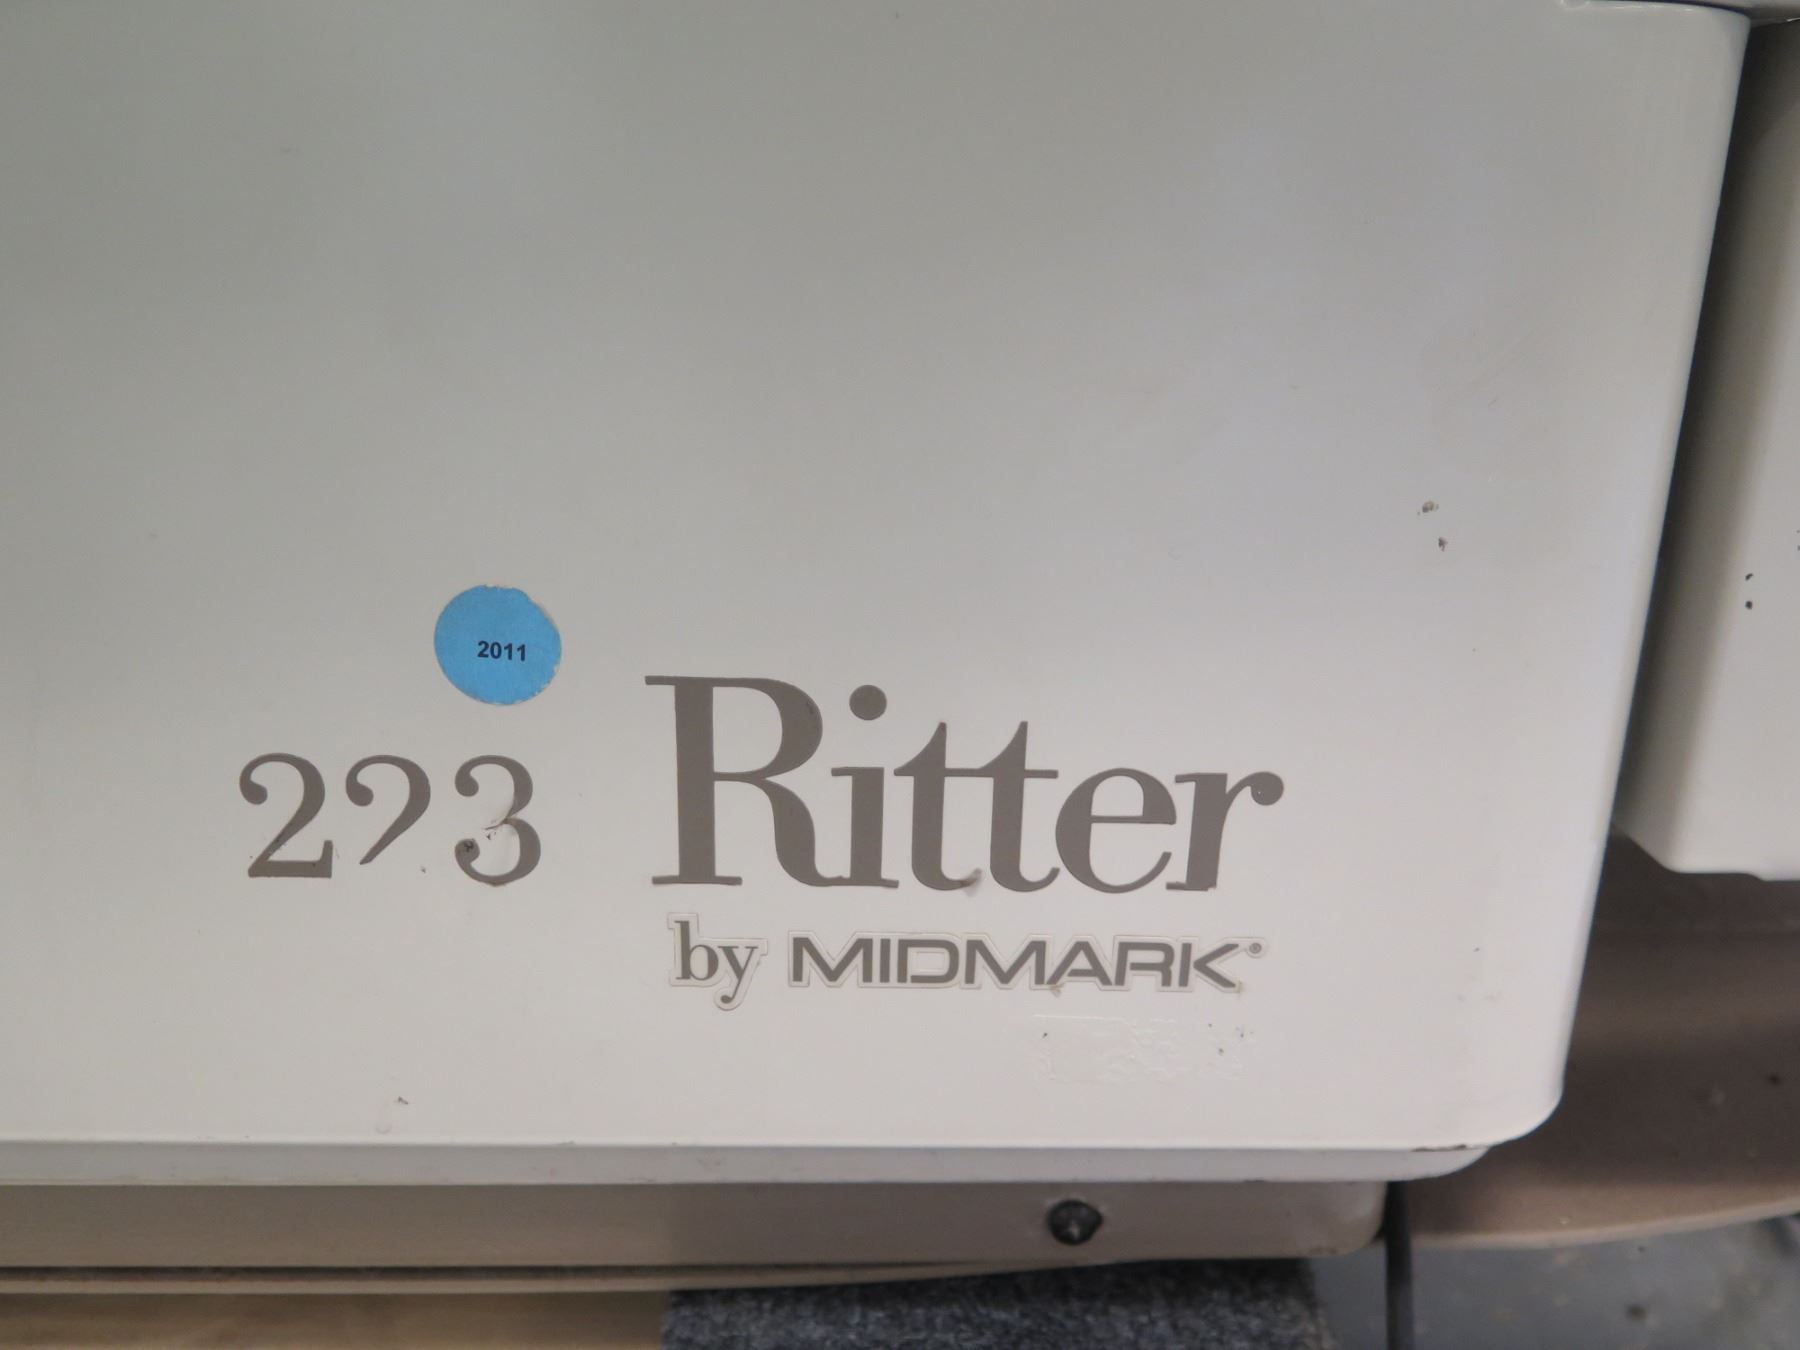 2011
223 Ritter
by MIDMARK®